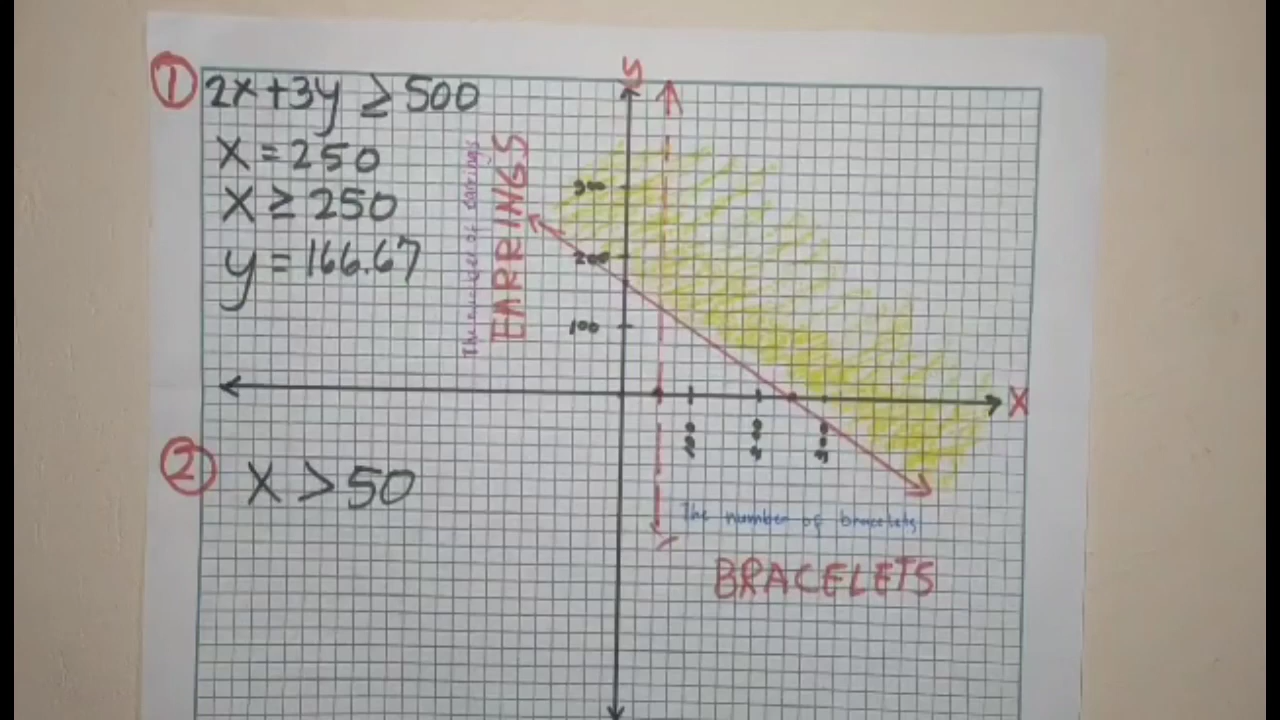 ① 2x+3y ≥ 500
x = 250
x ≥ 250
y = 166.67
The number of earrings
EARRINGS
y
300
200
100
x
100
200
300
② x > 50
The number of bracelets
BRACELETS